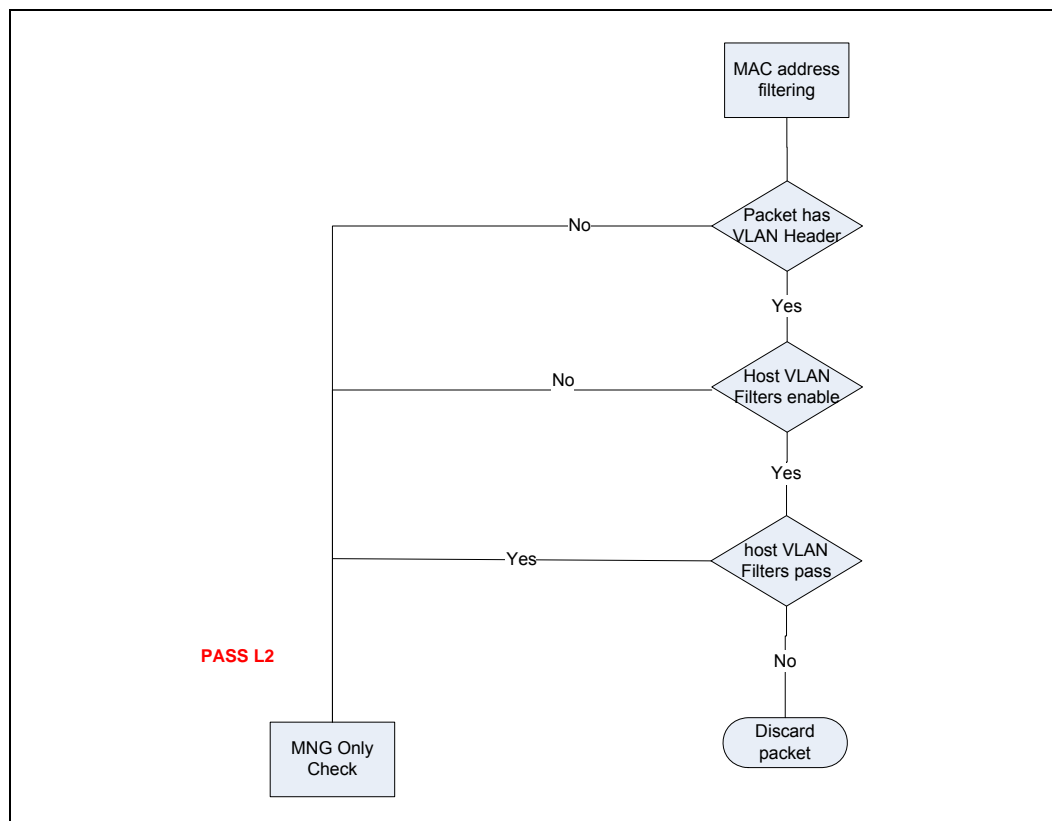 MAC address
filtering
Packet has
VLAN Header
No
Yes
Host VLAN
Filters enable
No
Yes
host VLAN
Filters pass
Yes
No
PASS L2
MNG Only
Check
Discard
packet